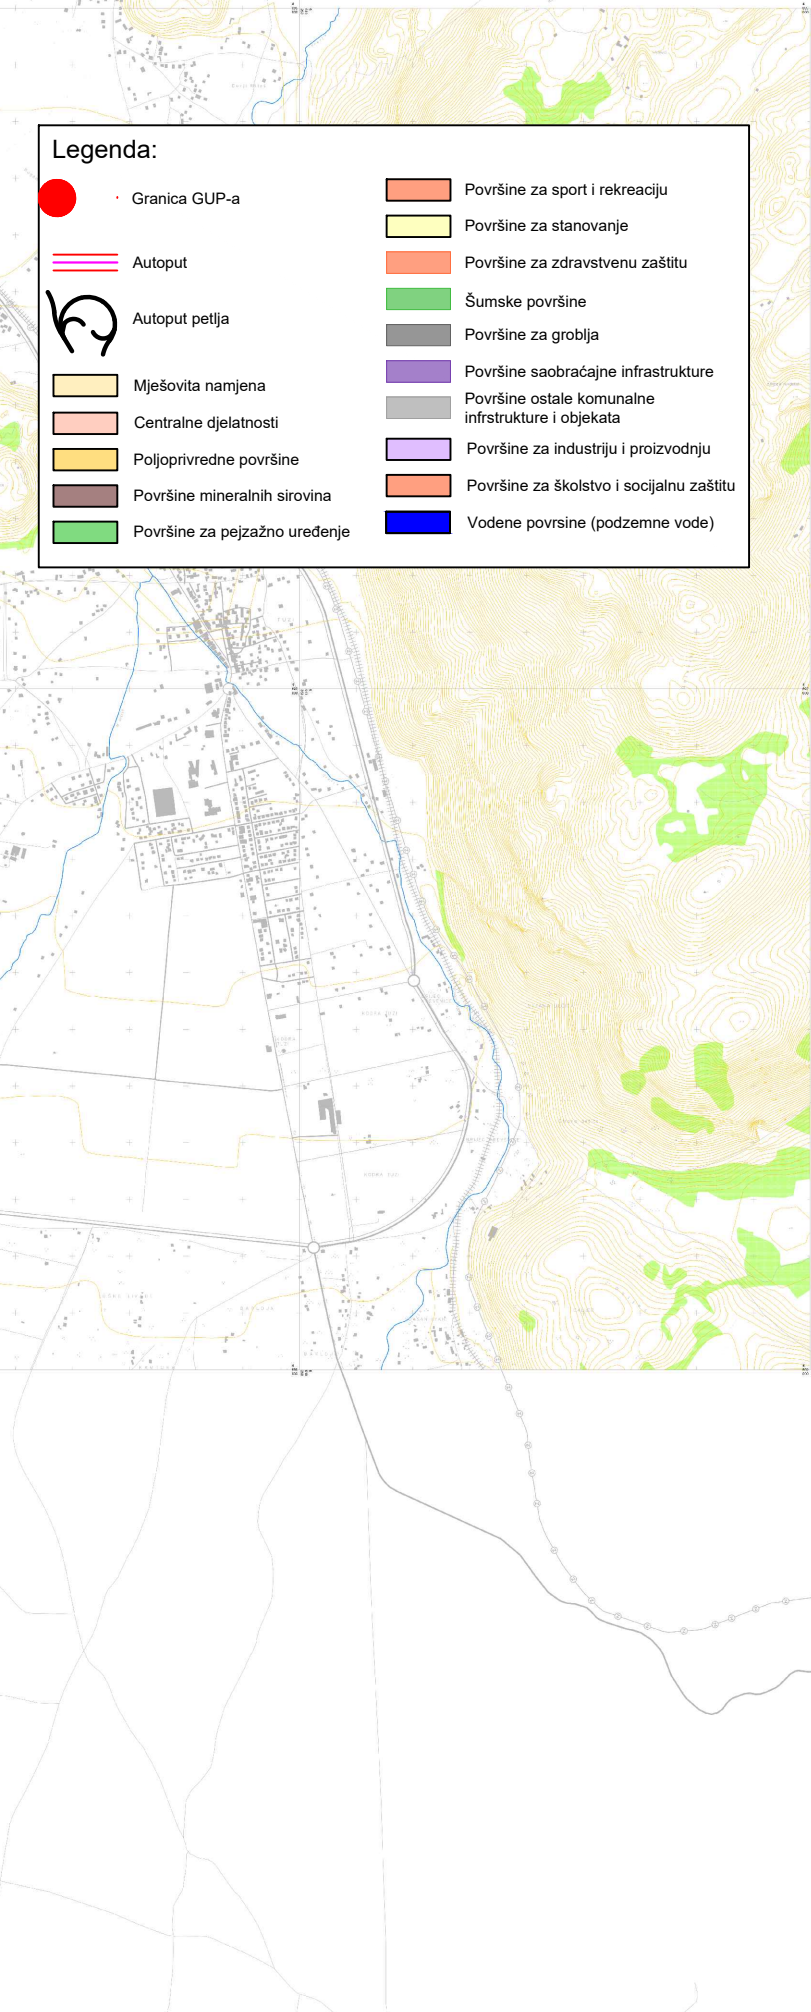 Legenda:
Granica GUP-a
Autoput
Autoput petlja
Mješovita namjena
Centralne djelatnosti
Poljoprivredne površine
Površine mineralnih sirovina
Površine za pejzažno uređenje
Površine za sport i rekreaciju
Površine za stanovanje
Površine za zdravstvenu zaštitu
Šumske površine
Površine za groblja
Površine saobraćajne infrastrukture
Površine ostale komunalne
infrstrukture i objekata
Površine za industriju i proizvodnju
Površine za školstvo i socijalnu zaštitu
Vodene povrsine (podzemne vode)